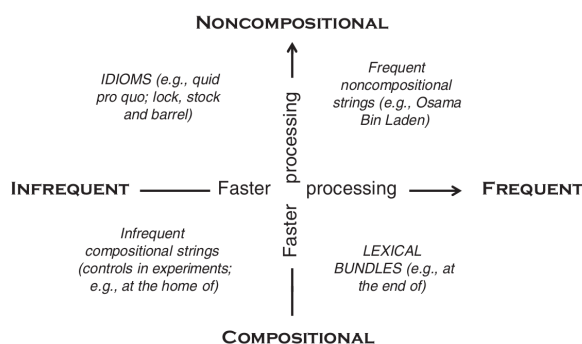 NONCOMPOSITIONAL
IDIOMS (e.g., quid
pro quo; lock, stock
and barrel)
Frequent
noncompositional
strings (e.g., Osama
Bin Laden)
Faster processing
INFREQUENT
Faster processing
FREQUENT
Infrequent
compositional strings
(controls in experiments;
e.g., at the home of)
LEXICAL
BUNDLES (e.g., at
the end of)
COMPOSITIONAL